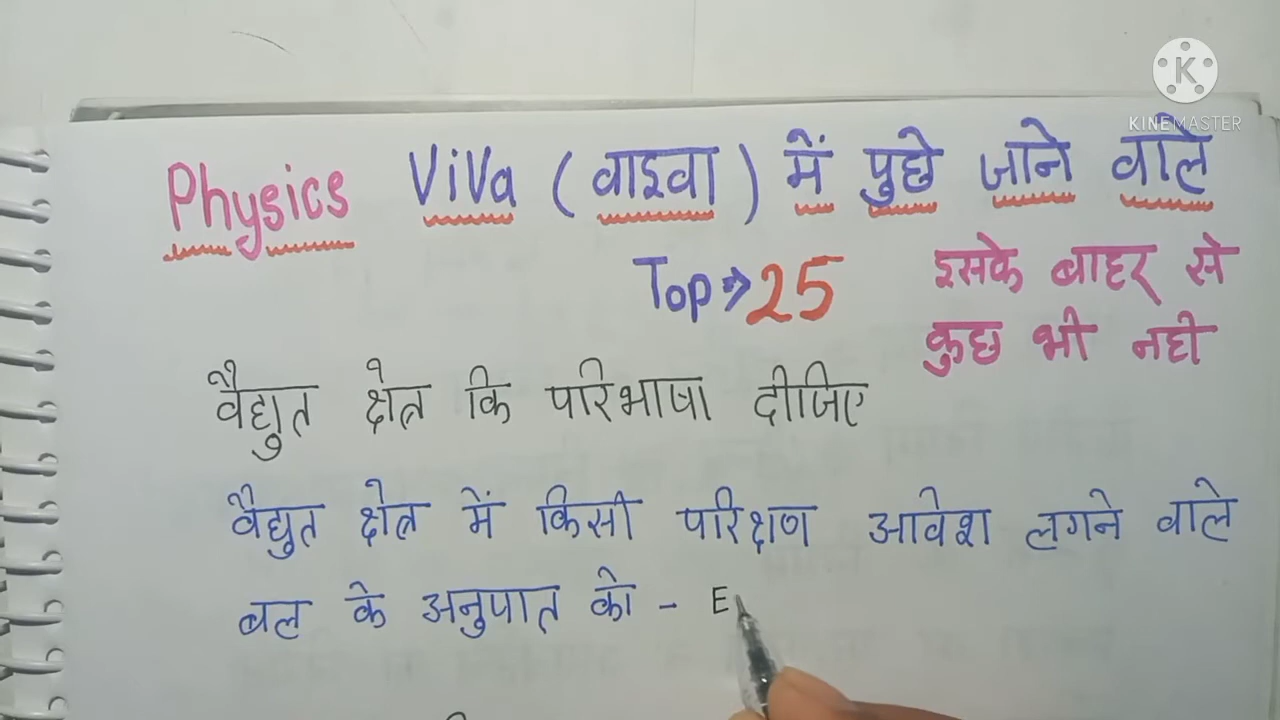 KINEMASTER
Physics ViVa (वाइवा) में पुछे जाने वाले
Top⇒25
इसके बाहर से
कुछ भी नही
वैद्युत क्षेत्र कि परिभाषा दीजिए
वैद्युत क्षेत्र में किसी परिक्षण आवेश लगने वाले
बल के अनुपात को - E